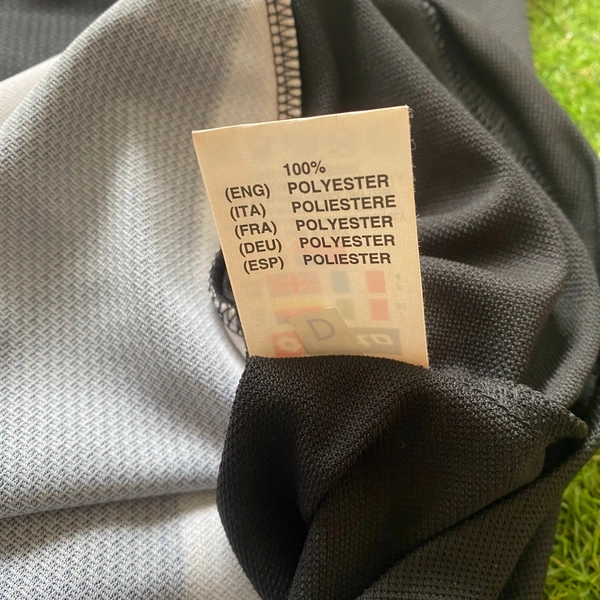 100%
(ENG) POLYESTER
(ITA) POLIESTERE
(FRA) POLYESTER
(DEU) POLYESTER
(ESP) POLIESTER
D